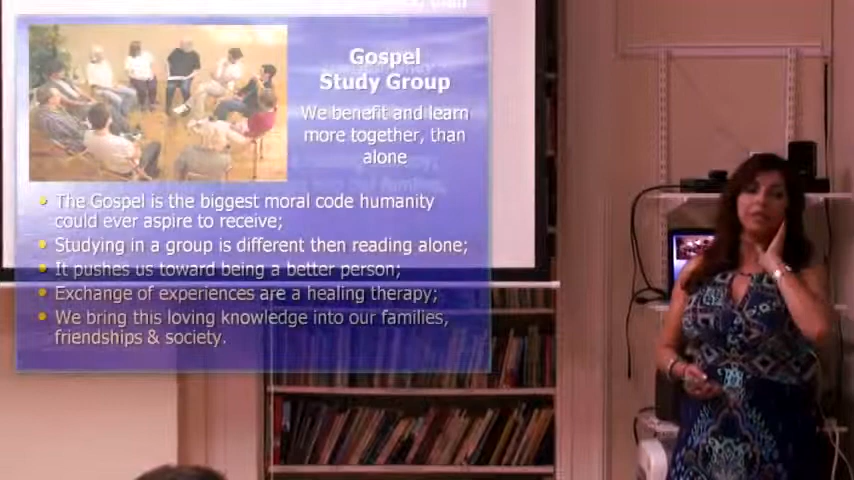 Gospel
Study Group
We benefit and learn
more together, than
alone
The Gospel is the biggest moral code humanity
could ever aspire to receive;
Studying in a group is different then reading alone;
It pushes us toward being a better person;
Exchange of experiences are a healing therapy;
We bring this loving knowledge into our families,
friendships & society.